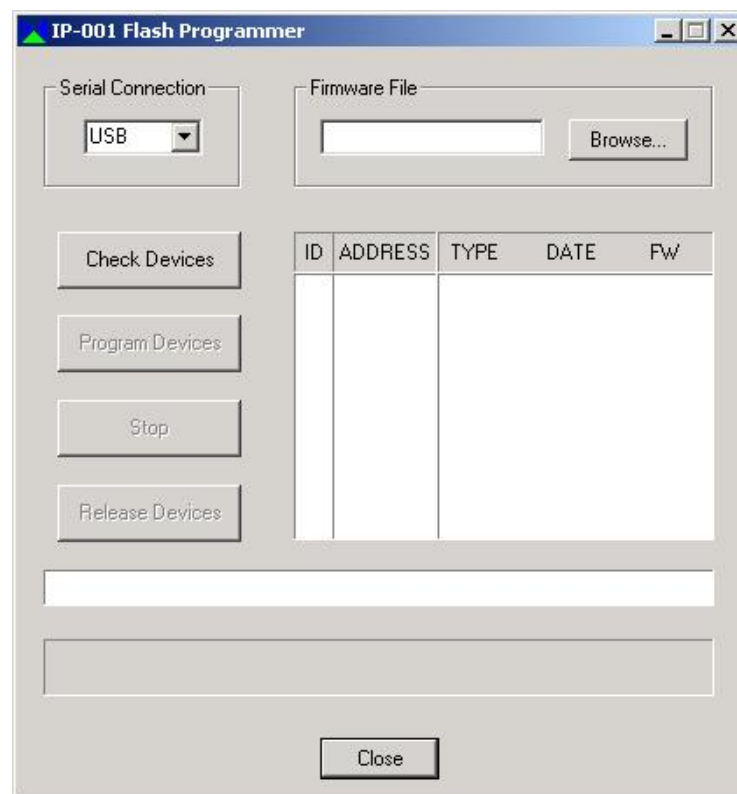 IP-001 Flash Programmer
Serial Connection
Firmware File
USB
Browse...
Check Devices
ID ADDRESS TYPE DATE FW
Program Devices
Stop
Release Devices
Close